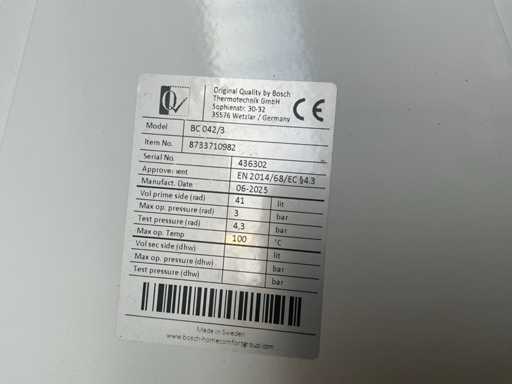 Original Quality by Bosch
Thermotechnik GmbH
Sophienstr. 30-32
35576 Wetzlar / Germany
CE
Model BC 042/3
Item No. 8733710982
Serial No. 436302
Approvement EN 2014/68/EC §4.3
Manufact. Date 06-2025
Vol prime side (rad) 41 lit
Max op. pressure (rad) 3 bar
Test pressure (rad) 4,3 bar
Max op. Temp 100 °C
Vol sec side (dhw) lit
Max op. pressure (dhw) bar
Test pressure (dhw) bar
Made in Sweden
www.bosch-homecomfortgroup.com